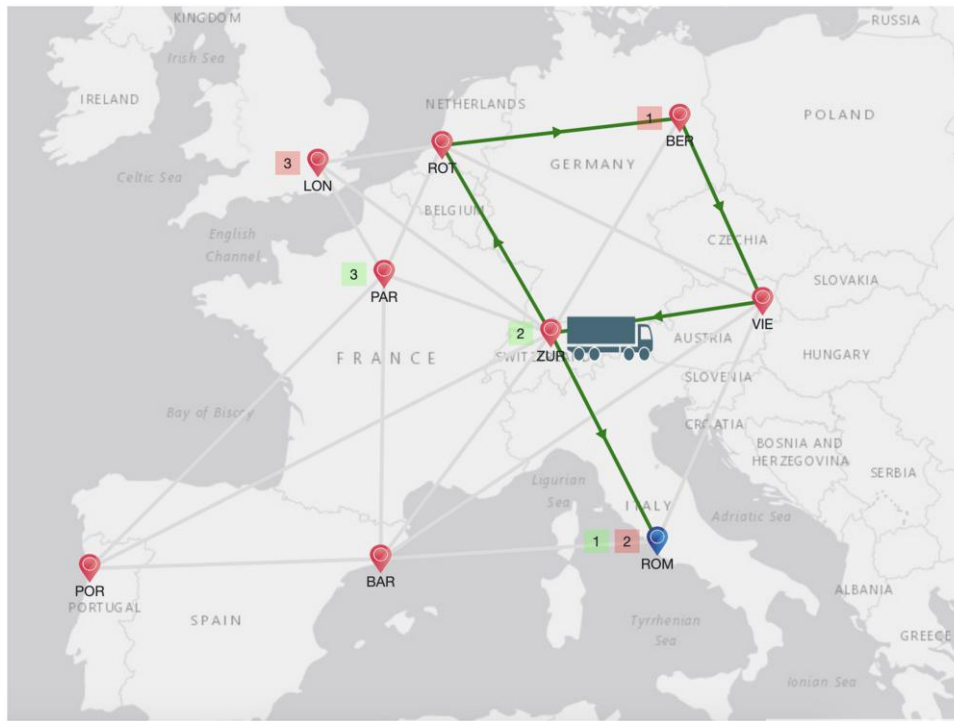 KINGDOM
RUSSIA
Irish Sea
IRELAND
NETHERLANDS
1
BER
POLAND
ROT
GERMANY
3
LON
Celtic Sea
BELGIUM
English
Channel
CZECHIA
3
PAR
SLOVAKIA
2
ZUR
VIE
AUSTRIA
FRANCE
HUNGARY
SLOVENIA
Bay of Biscay
CROATIA
BOSNIA AND
HERZEGOVINA
SERBIA
Ligurian
Sea
ITALY
Adriatic Sea
1 2
ROM
BAR
POR
PORTUGAL
SPAIN
ALBANIA
Tyrrhenian
Sea
GREECE
Ionian Sea